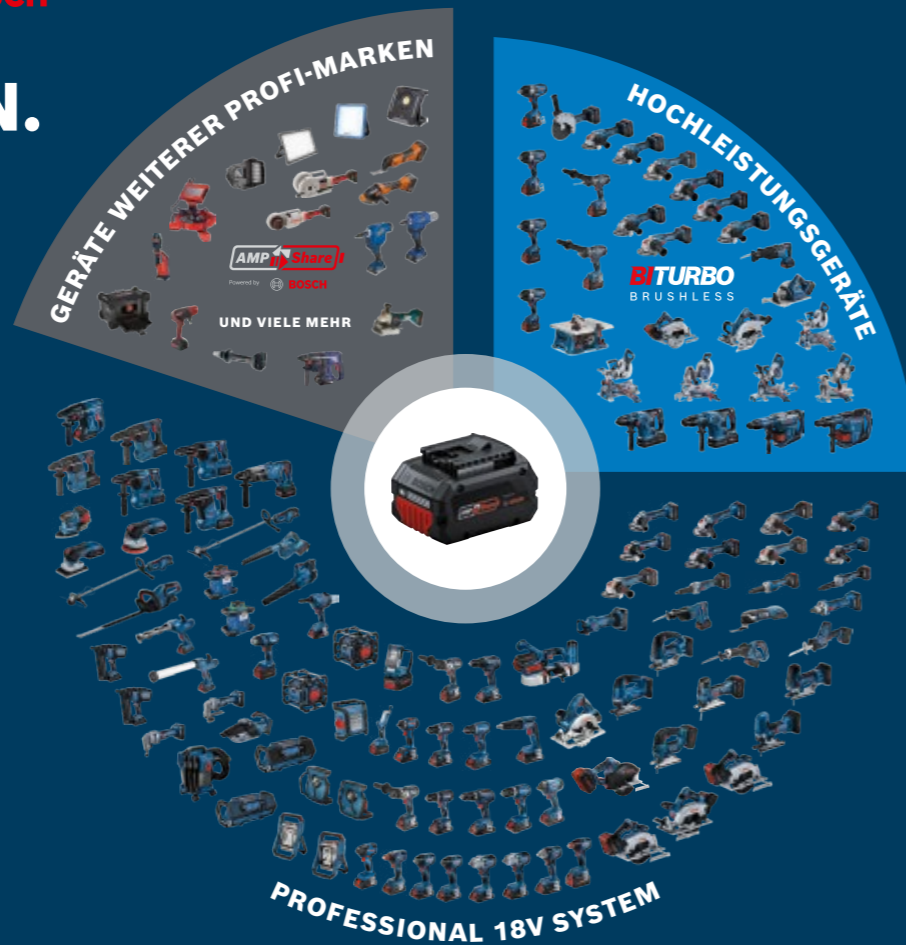 N.
GERÄTE WEITERER PROFI-MARKEN
AMP Share
Powered by BOSCH
UND VIELE MEHR
HOCHLEISTUNGSGERÄTE
BITURBO
BRUSHLESS
PROFESSIONAL 18V SYSTEM